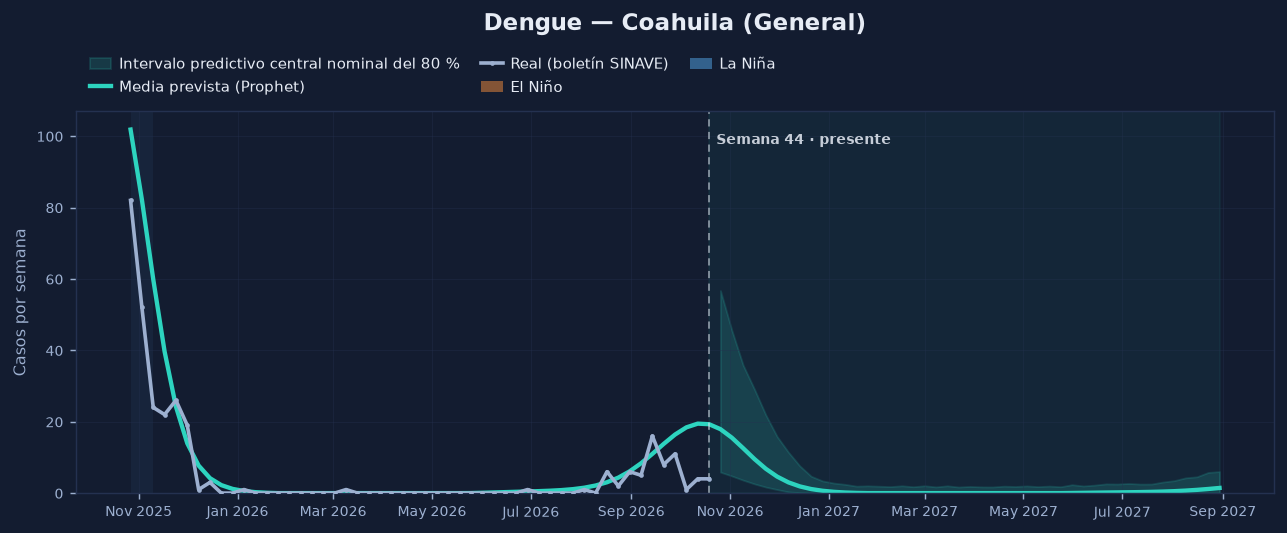 Dengue — Coahuila (General)
Intervalo predictivo central nominal del 80 %
Real (boletín SINAVE)
La Niña
Media prevista (Prophet)
El Niño
Semana 44 · presente
Casos por semana
100
80
60
40
20
0
Nov 2025
Jan 2026
Mar 2026
May 2026
Jul 2026
Sep 2026
Nov 2026
Jan 2027
Mar 2027
May 2027
Jul 2027
Sep 2027